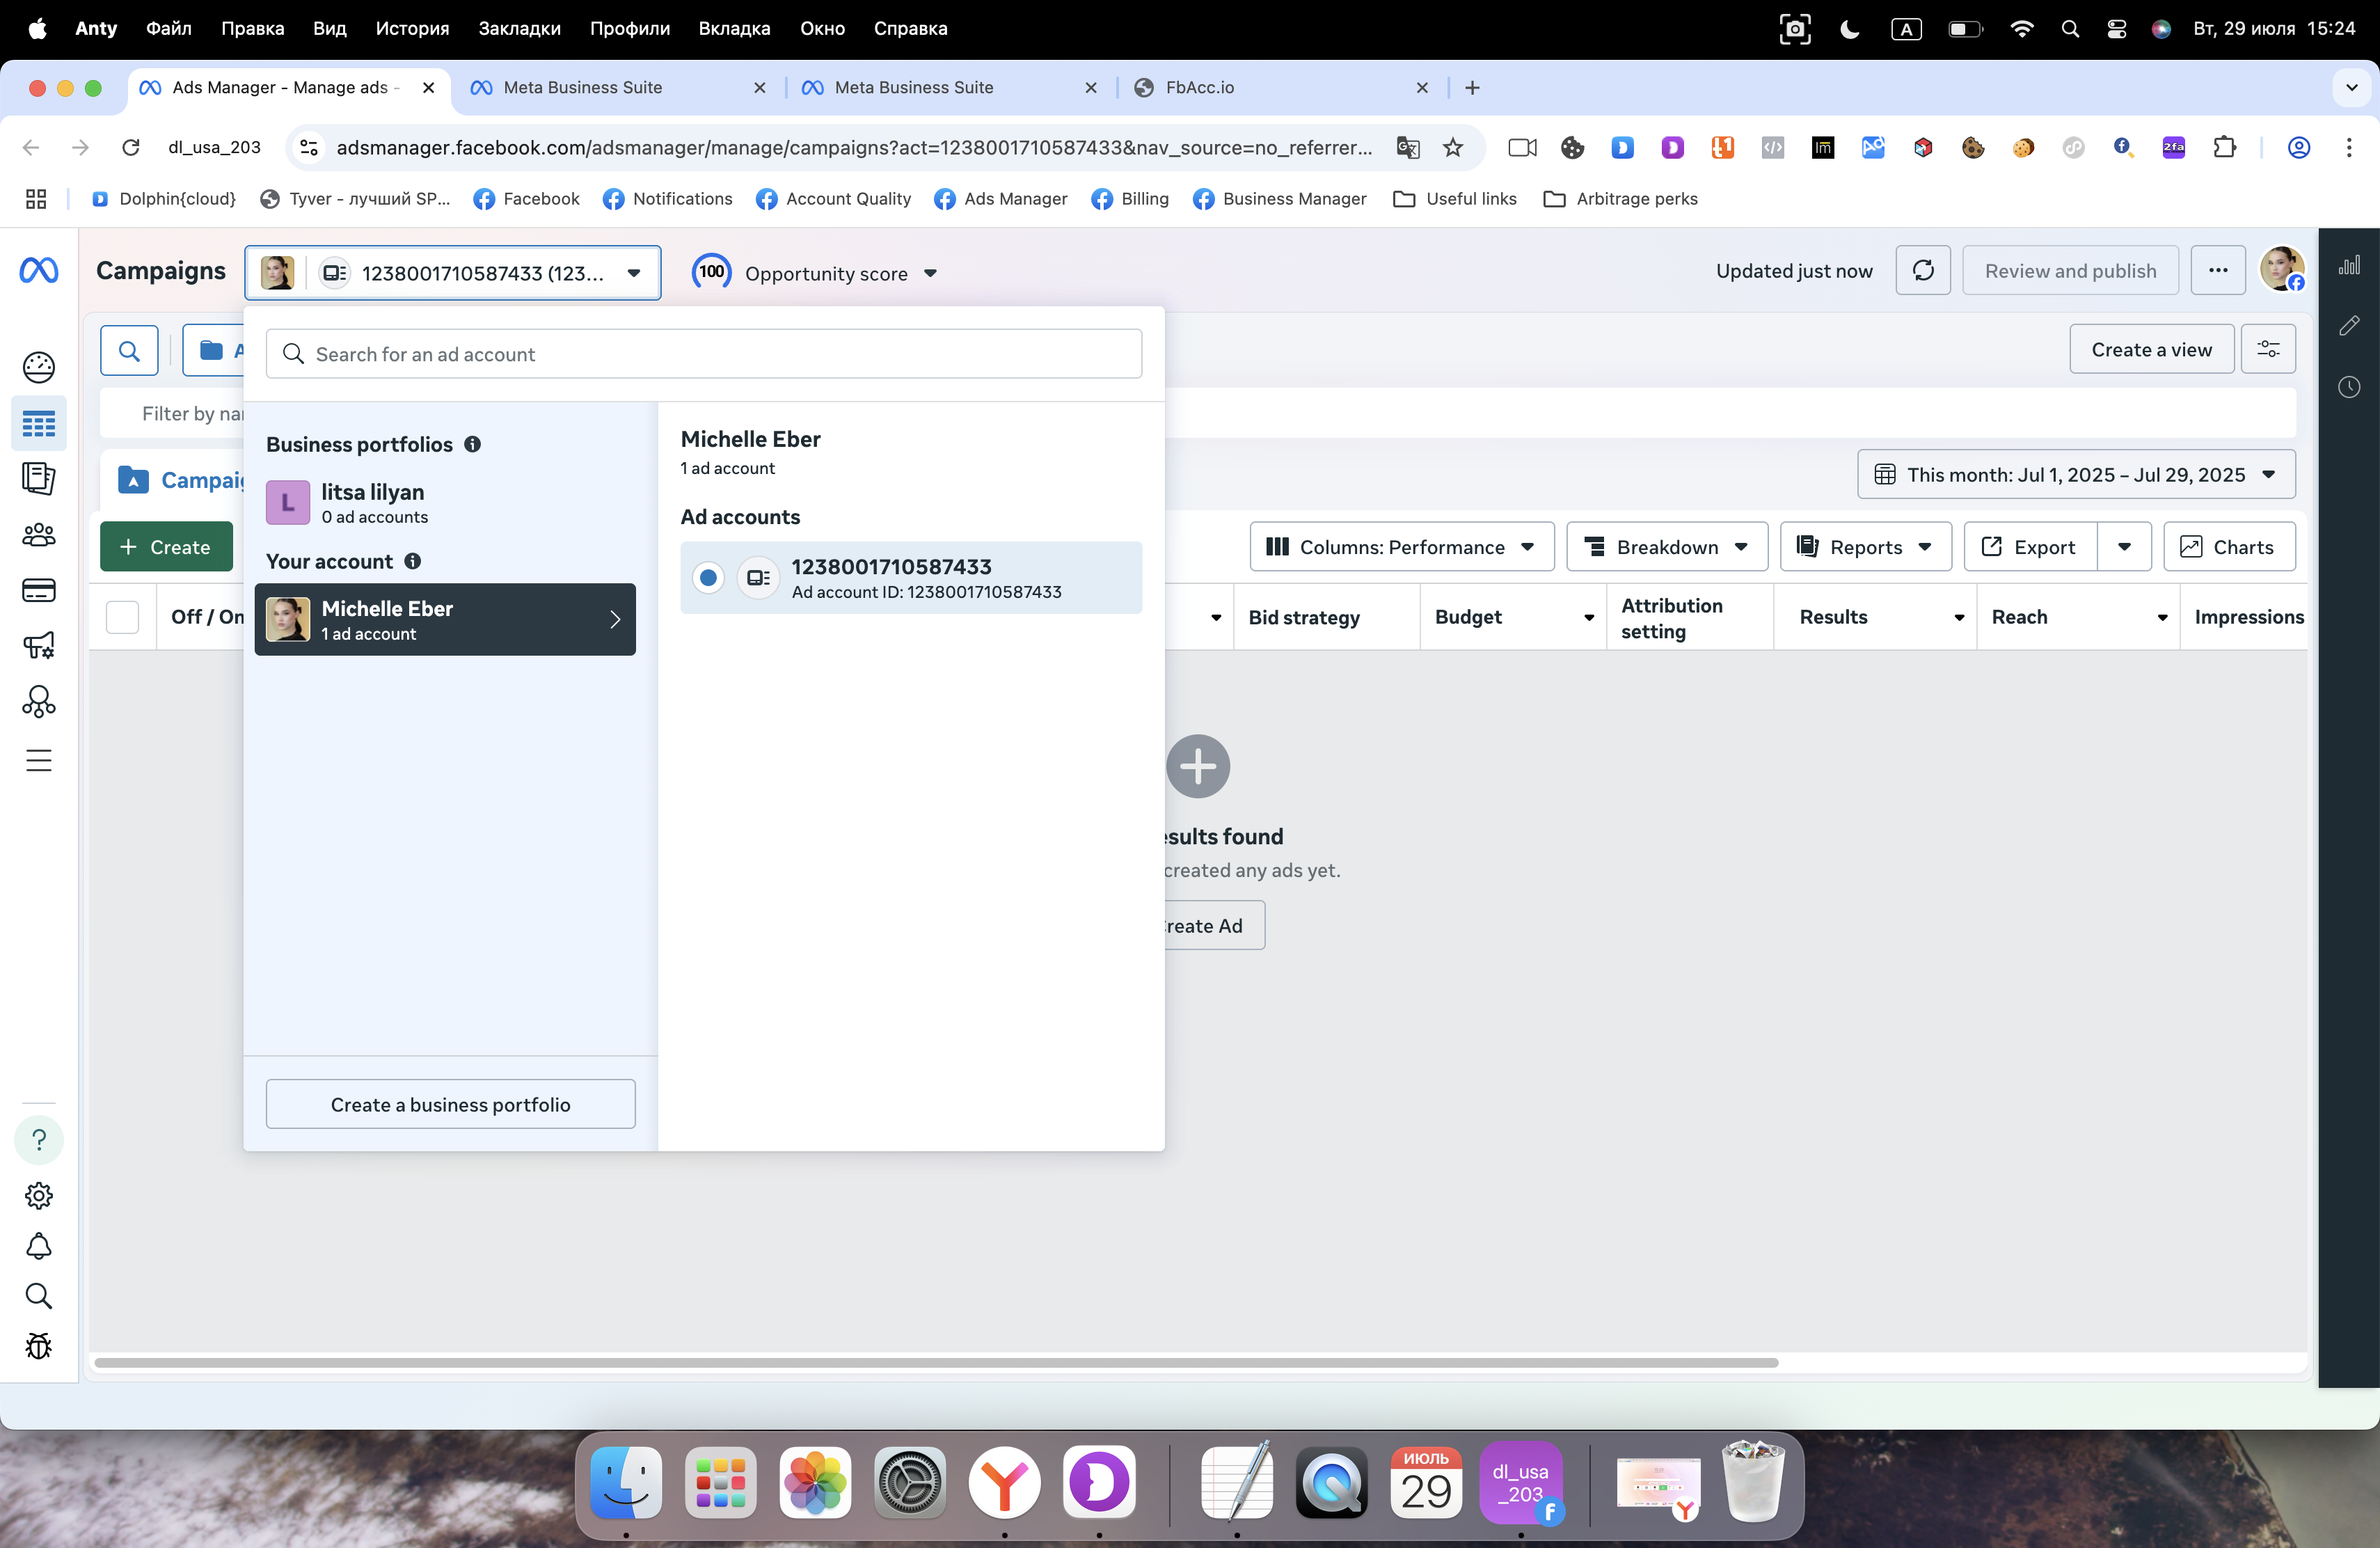 Anty Файл Правка Вид История Закладки Профили Вкладка Окно Справка A Вт, 29 июля 15:24
Ads Manager - Manage ads - Meta Business Suite Meta Business Suite FbAcc.io
dl_usa_203 adsmanager.facebook.com/adsmanager/manage/campaigns?act=1238001710587433&nav_source=no_referrer...
Dolphin{cloud} Tyver - лучший SP... Facebook Notifications Account Quality Ads Manager Billing Business Manager Useful links Arbitrage perks
Campaigns 1238001710587433 (123... 100 Opportunity score Updated just now Review and publish
Search for an ad account
Create a view
Filter by na
Business portfolios
litsa lilyan
0 ad accounts
Your account
Michelle Eber
1 ad account
Create a business portfolio
Michelle Eber
1 ad account
Ad accounts
1238001710587433
Ad account ID: 1238001710587433
Campaig
This month: Jul 1, 2025 – Jul 29, 2025
+ Create
Columns: Performance Breakdown Reports Export Charts
Off / On Bid strategy Budget Attribution setting Results Reach Impressions
sults found
created any ads yet.
reate Ad
ИЮЛЬ
29
dl_usa
_203